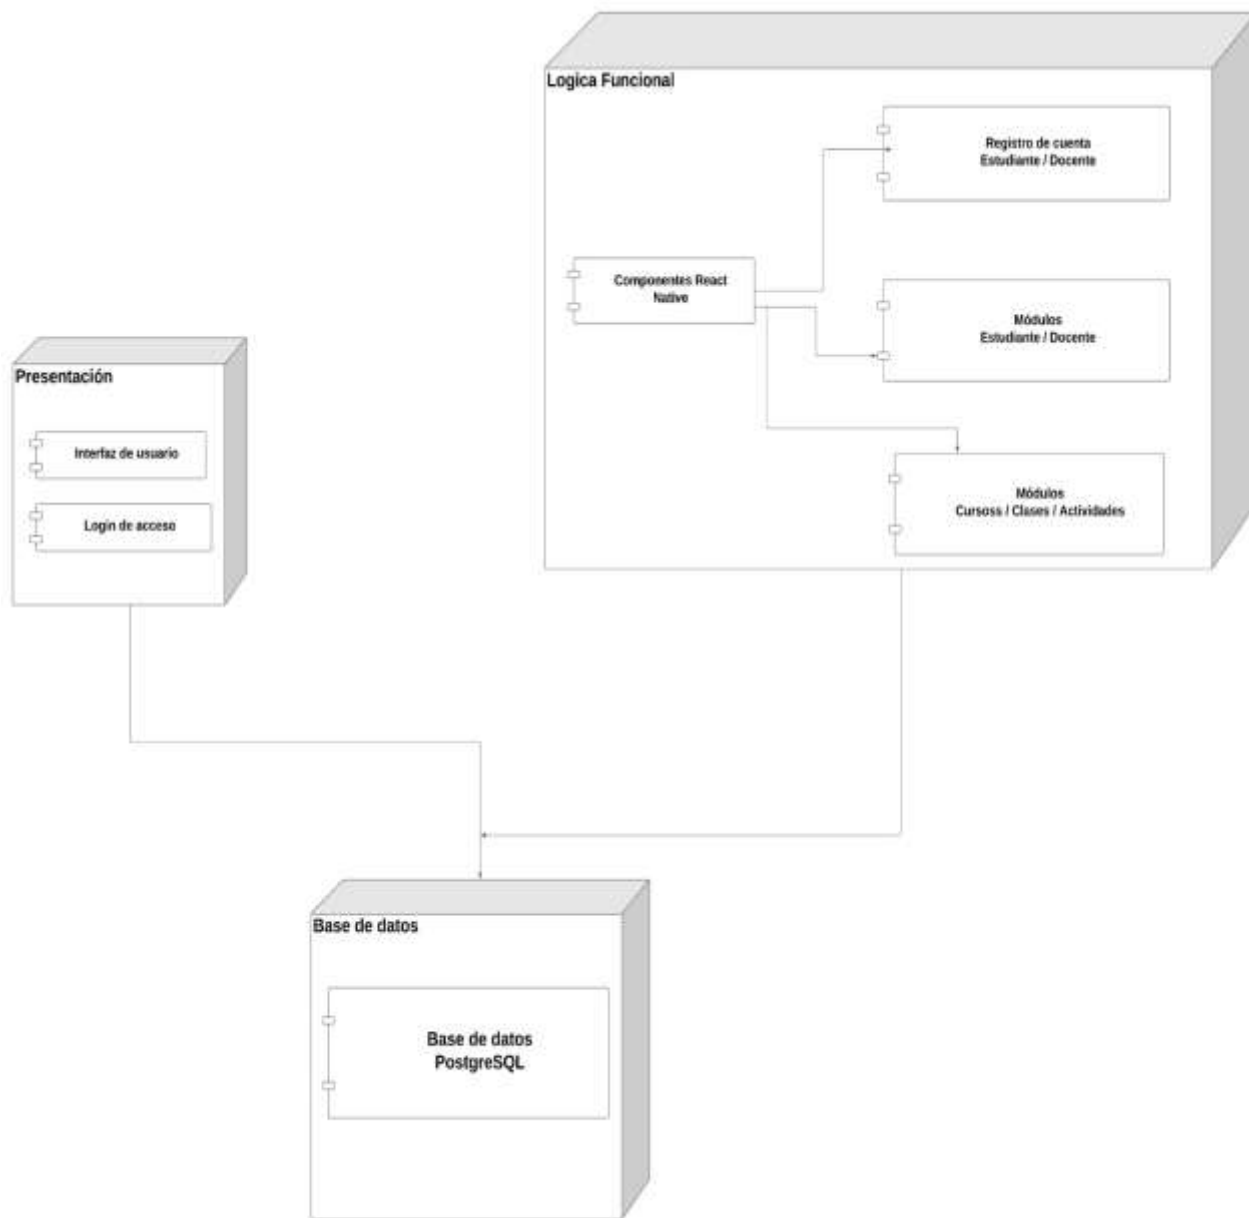 Logica Funcional
Registro de cuenta
Estudiante / Docente
Componentes React
Native
Módulos
Estudiante / Docente
Módulos
Cursoss / Clases / Actividades
Presentación
Interfaz de usuario
Login de acceso
Base de datos
Base de datos
PostgreSQL